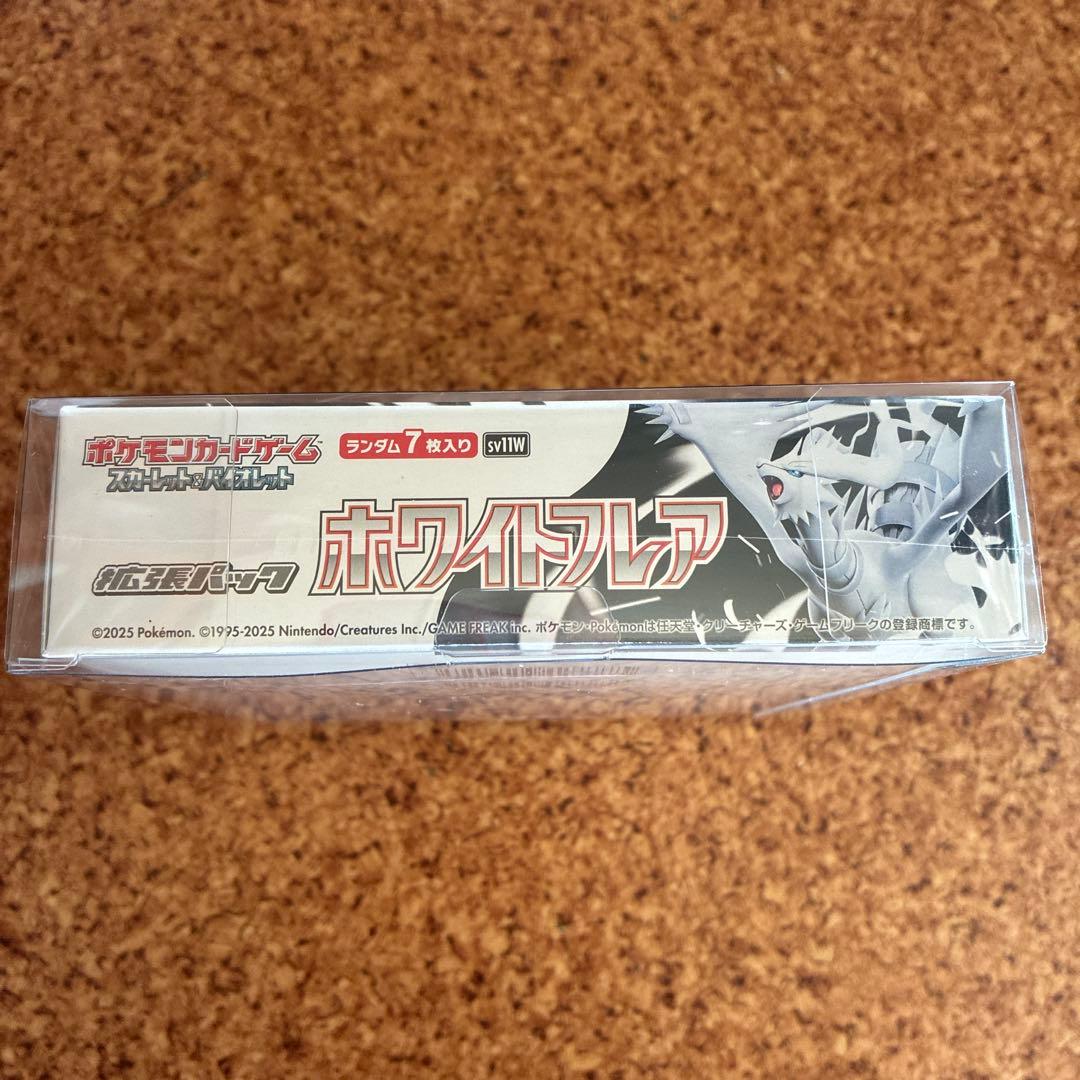 ポケモンカードゲーム™
スカーレット&バイオレット
ランダム7枚入り sv11W
拡張パック ホワイトフレア
©2025 Pokémon. ©1995-2025 Nintendo/Creatures Inc./GAME FREAK inc. ポケモン・Pokémonは任天堂・クリーチャーズ・ゲームフリークの登録商標です。